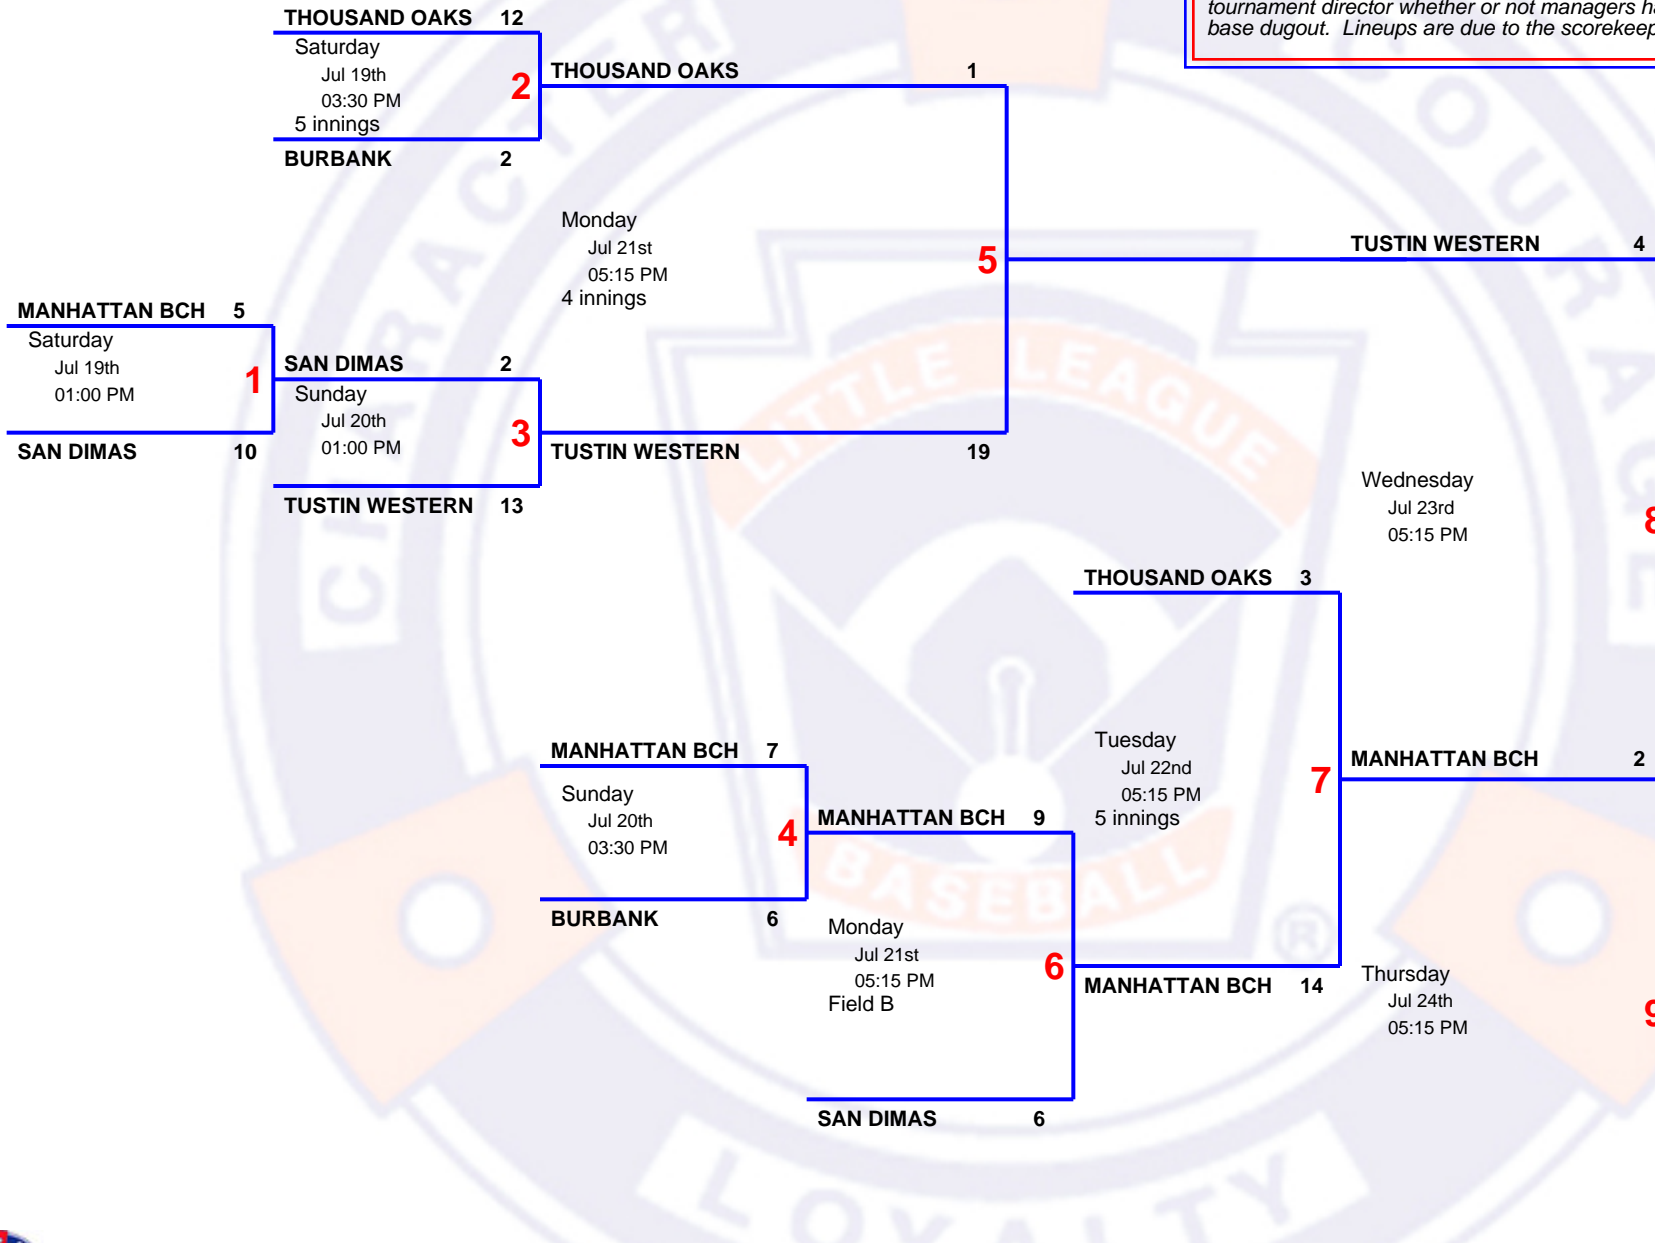 tournament director whether or not managers
base dugout. Lineups are due to the
THOUSAND OAKS 12
Saturday
Jul 19th
03:30 PM
5 innings
2
BURBANK 2
THOUSAND OAKS 1
Monday
Jul 21st
05:15 PM
4 innings
5
TUSTIN WESTERN 4
MANHATTAN BCH 5
Saturday
Jul 19th
01:00 PM
1
SAN DIMAS 10
SAN DIMAS 2
Sunday
Jul 20th
01:00 PM
3
TUSTIN WESTERN 13
TUSTIN WESTERN 19
Wednesday
Jul 23rd
05:15 PM
8
THOUSAND OAKS 3
MANHATTAN BCH 7
Sunday
Jul 20th
03:30 PM
4
BURBANK 6
MANHATTAN BCH 9
Monday
Jul 21st
05:15 PM
Field B
6
SAN DIMAS 6
Tuesday
Jul 22nd
05:15 PM
5 innings
7
MANHATTAN BCH 14
MANHATTAN BCH 2
Thursday
Jul 24th
05:15 PM
9
CHARACTER
COURAGE
LOYALTY
LITTLE LEAGUE
BASEBALL
®